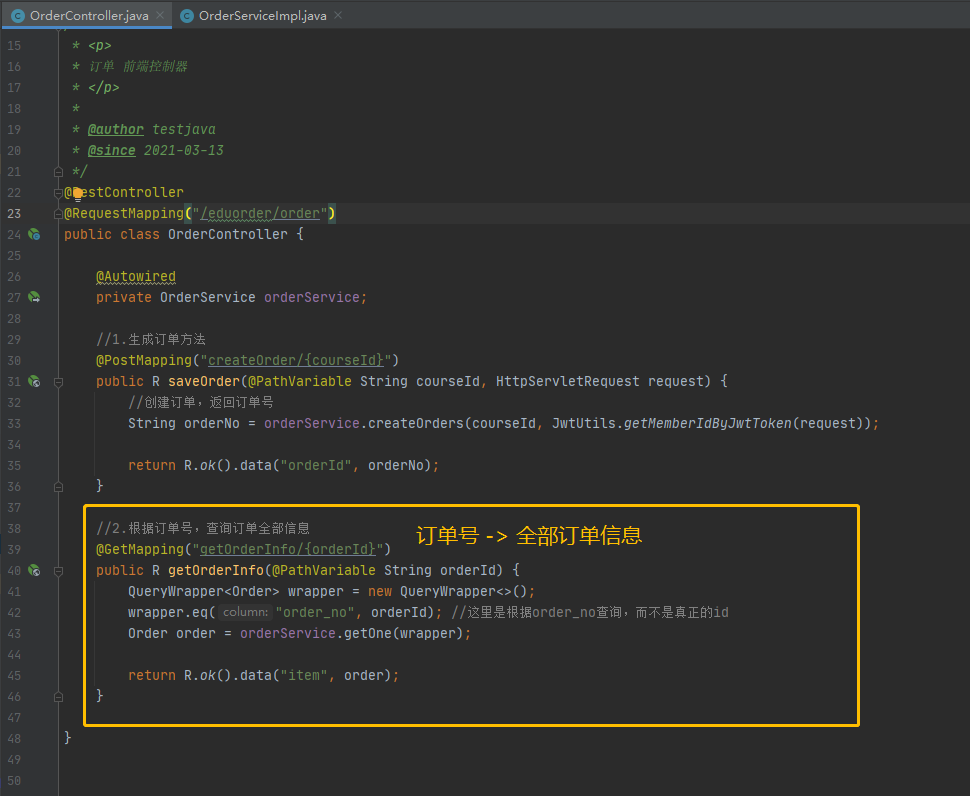 OrderController.java OrderServiceImpl.java
15 * <p>
16 * 订单 前端控制器
17 * </p>
18 *
19 * @author testjava
20 * @since 2021-03-13
21 */
22 @RestController
23 @RequestMapping("/eduorder/order")
24 public class OrderController {
25
26 @Autowired
27 private OrderService orderService;
28
29 //1.生成订单方法
30 @PostMapping("createOrder/{courseId}")
31 public R saveOrder(@PathVariable String courseId, HttpServletRequest request) {
32 //创建订单，返回订单号
33 String orderNo = orderService.createOrders(courseId, JwtUtils.getMemberIdByJwtToken(request));
34
35 return R.ok().data("orderId", orderNo);
36 }
37
38 //2.根据订单号，查询订单全部信息
订单号 -> 全部订单信息
39 @GetMapping("getOrderInfo/{orderId}")
40 public R getOrderInfo(@PathVariable String orderId) {
41 QueryWrapper<Order> wrapper = new QueryWrapper<>();
42 wrapper.eq( column: "order_no", orderId); //这里是根据order_no查询，而不是真正的id
43 Order order = orderService.getOne(wrapper);
44
45 return R.ok().data("item", order);
46 }
47
48 }
49
50